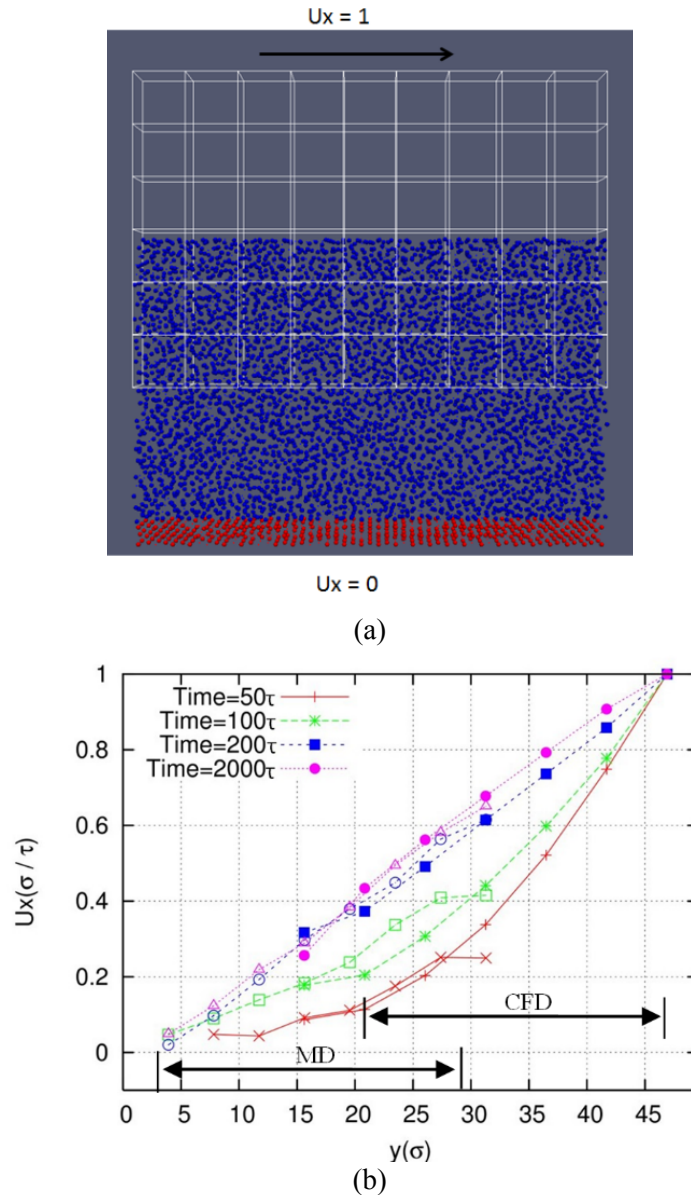 Ux = 1
Ux = 0
(a)
Time=50τ
Time=100τ
Time=200τ
Time=2000τ
1
0.8
0.6
0.4
0.2
0
Ux(σ / τ)
CFD
MD
0 5 10 15 20 25 30 35 40 45
y(σ)
(b)